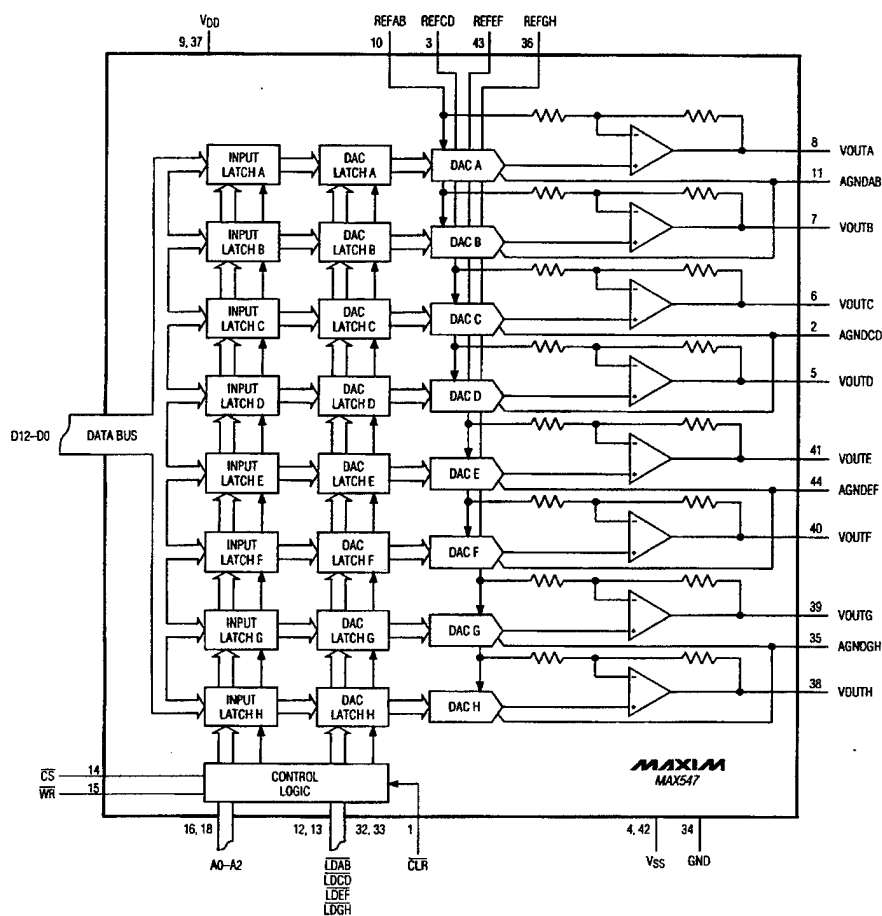 VDD
9, 37
REFAB REFCD REFEF REFGH
10 3 43 36
INPUT LATCH A
DAC LATCH A
DAC A
8 VOUTA
11 AGNDAB
INPUT LATCH B
DAC LATCH B
DAC B
7 VOUTB
INPUT LATCH C
DAC LATCH C
DAC C
6 VOUTC
2 AGNDCD
INPUT LATCH D
DAC LATCH D
DAC D
5 VOUTD
D12–D0
DATA BUS
INPUT LATCH E
DAC LATCH E
DAC E
41 VOUTE
44 AGNDEF
INPUT LATCH F
DAC LATCH F
DAC F
40 VOUTF
INPUT LATCH G
DAC LATCH G
DAC G
39 VOUTG
35 AGNDGH
INPUT LATCH H
DAC LATCH H
DAC H
38 VOUTH
- + - + - + - + - + - + - + - +
CS 14
WR 15
CONTROL LOGIC
MAXIM
MAX547
16, 18
12, 13
32, 33
1
4, 42
34
A0–A2
LDAB
LDCD
LDEF
LDGH
CLR
VSS
GND